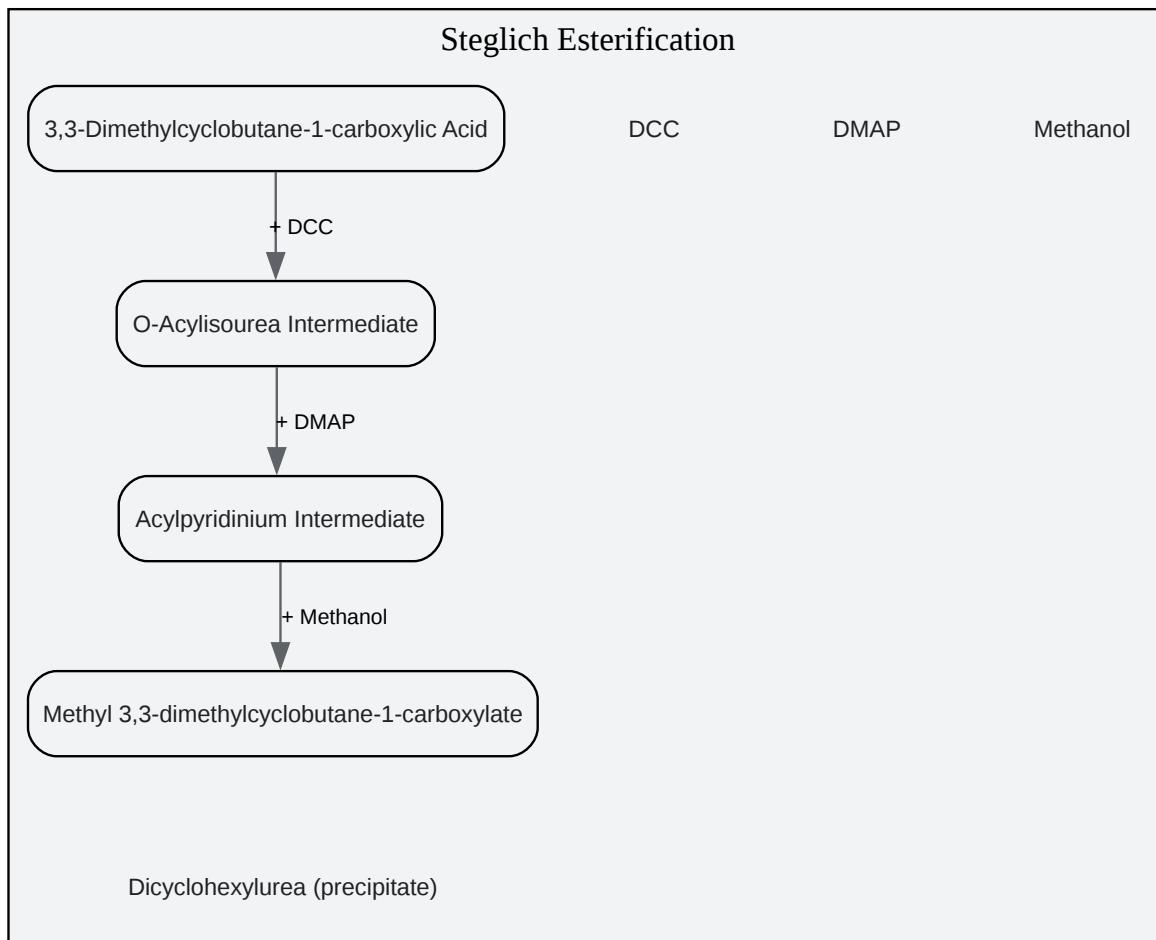 Steglich Esterification
3,3-Dimethylcyclobutane-1-carboxylic Acid
DCC
DMAP
Methanol
+ DCC
O-Acylisourea Intermediate
+ DMAP
Acylpyridinium Intermediate
+ Methanol
Methyl 3,3-dimethylcyclobutane-1-carboxylate
Dicyclohexylurea (precipitate)